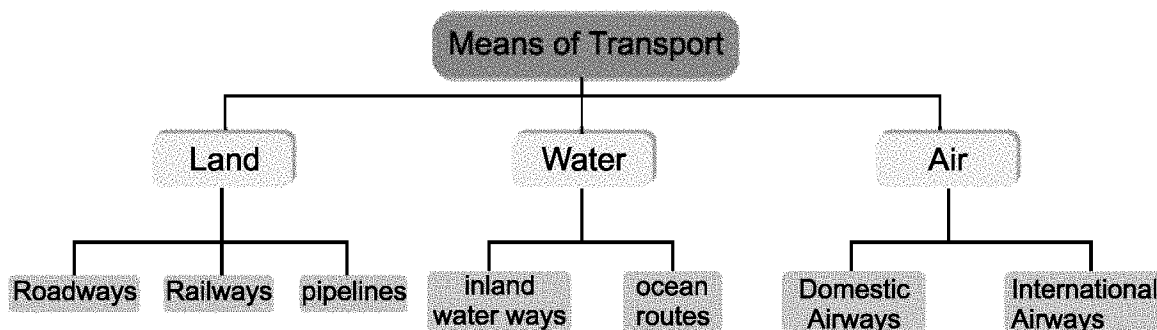 Means of Transport
Land
Water
Air
Roadways
Railways
pipelines
inland
water ways
ocean
routes
Domestic
Airways
International
Airways